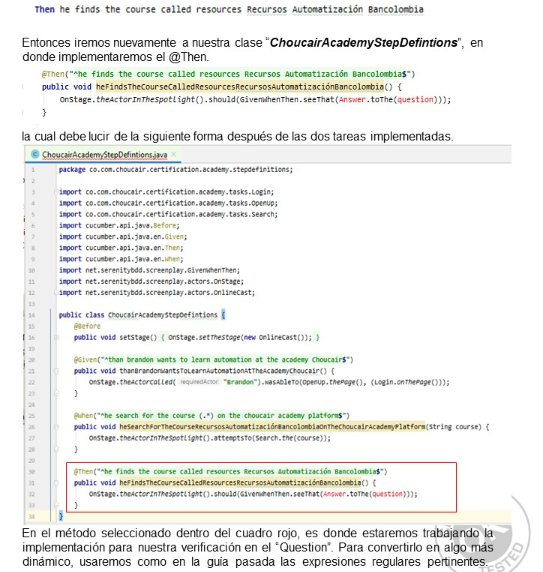 Then he finds the course called resources Recursos Automatización Bancolombia
Entonces iremos nuevamente a nuestra clase “ChoucairAcademyStepDefintions”, en
donde implementaremos el @Then.
@Then("^he finds the course called resources Recursos Automatización Bancolombia$")
public void heFindsTheCourseCalledResourcesRecursosAutomatizaciónBancolombia() {
OnStage.theActorInTheSpotlight().should(GivenWhenThen.seeThat(Answer.toThe(question)));
}
la cual debe lucir de la siguiente forma después de las dos tareas implementadas.
ChoucairAcademyStepDefintions.java ×
1 package co.com.choucair.certification.academy.stepdefinitions;
2
3 import co.com.choucair.certification.academy.tasks.Login;
4 import co.com.choucair.certification.academy.tasks.OpenUp;
5 import co.com.choucair.certification.academy.tasks.Search;
6 import cucumber.api.java.Before;
7 import cucumber.api.java.en.Given;
8 import cucumber.api.java.en.Then;
9 import cucumber.api.java.en.When;
10 import net.serenitybdd.screenplay.GivenWhenThen;
11 import net.serenitybdd.screenplay.actors.OnStage;
12 import net.serenitybdd.screenplay.actors.OnlineCast;
13
14 public class ChoucairAcademyStepDefintions {
15 @Before
16 public void setStage() { OnStage.setTheStage(new OnlineCast()); }
20 @Given("^than brandon wants to learn automation at the academy Choucair$")
21 public void thanBrandonWantsToLearnAutomationAtTheAcademyChoucair() {
22 OnStage.theActorCalled( requiredActor: "Brandon").wasAbleTo(OpenUp.thePage(), (Login.onThePage()));
23 }
24
25 @When("^he search for the course (.*) on the choucair academy platform$")
26 public void heSearchForTheCourseRecursosAutomatizaciónBancolombiaOnTheChoucairAcademyPlatform(String course) {
27 OnStage.theActorInTheSpotlight().attemptsTo(Search.the(course));
28 }
29
30 @Then("^he finds the course called resources Recursos Automatización Bancolombia$")
31 public void heFindsTheCourseCalledResourcesRecursosAutomatizaciónBancolombia() {
32 OnStage.theActorInTheSpotlight().should(GivenWhenThen.seeThat(Answer.toThe(question)));
33 }
34 }
En el método seleccionado dentro del cuadro rojo, es donde estaremos trabajando la
implementación para nuestra verificación en el “Question”. Para convertirlo en algo más
dinámico, usaremos como en la guía pasada las expresiones regulares pertinentes.